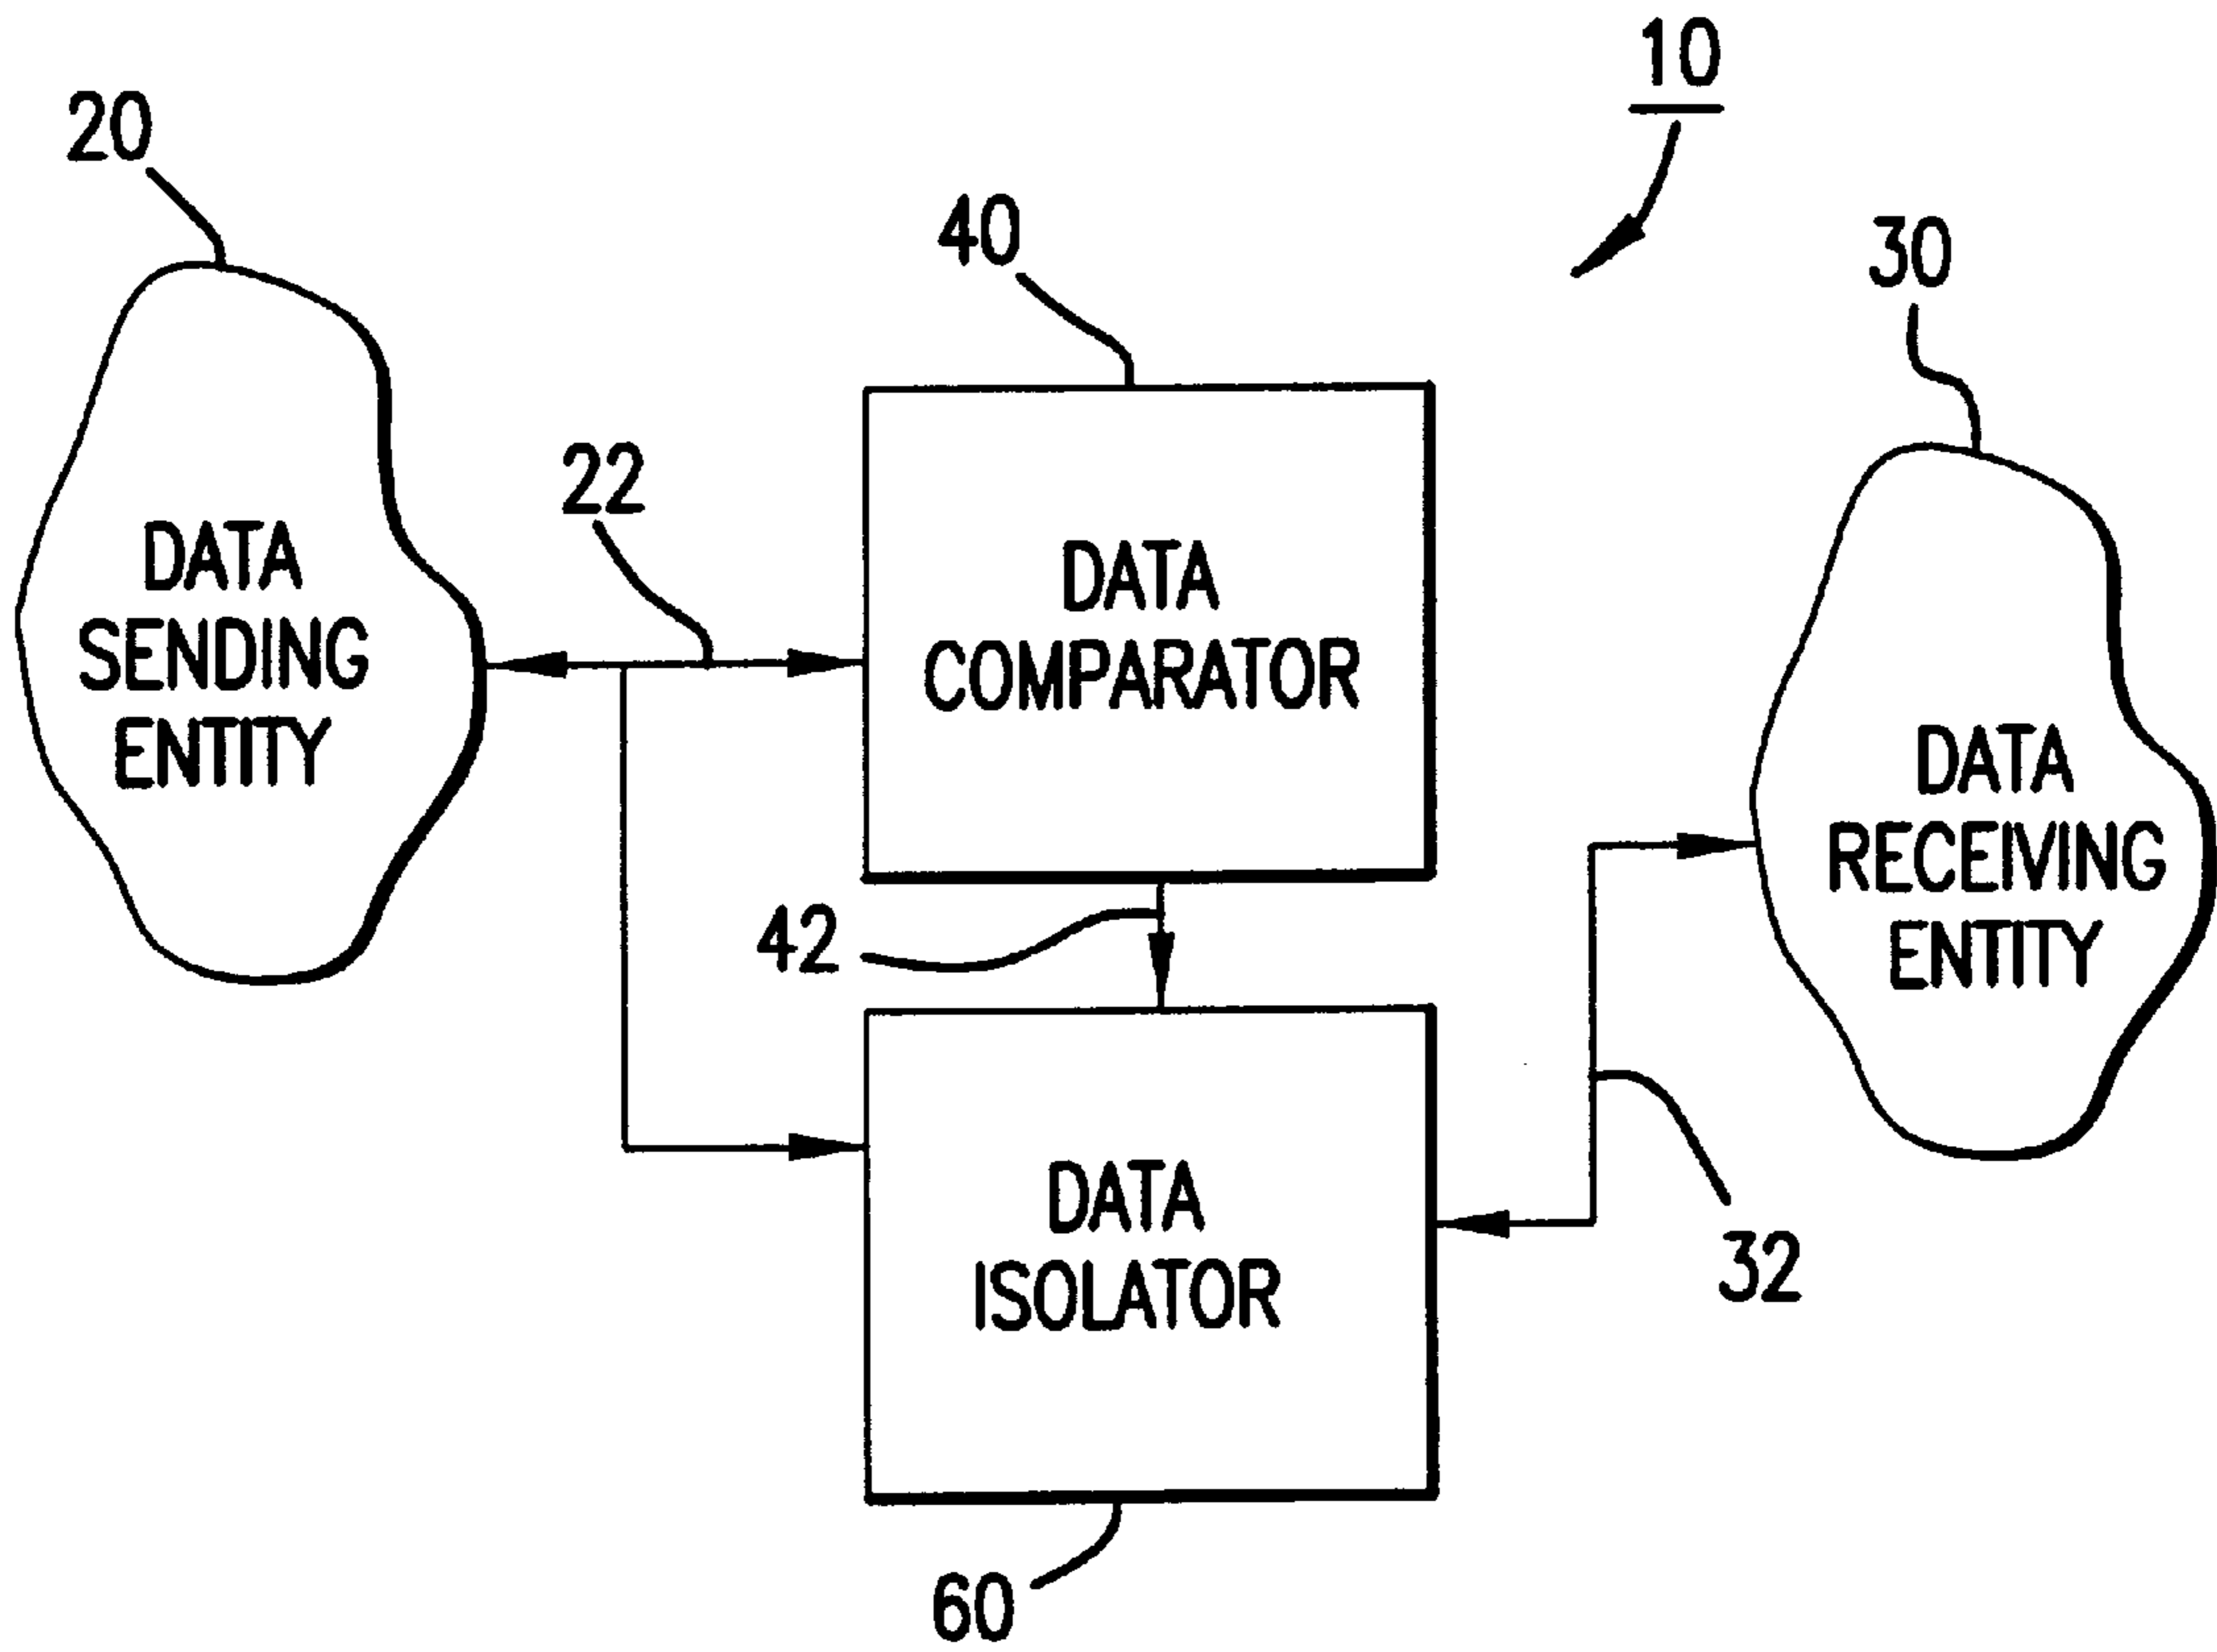 10
20
40
30
22
DATA
SENDING
ENTITY
DATA
COMPARATOR
DATA
RECEIVING
ENTITY
42
DATA
ISOLATOR
32
60